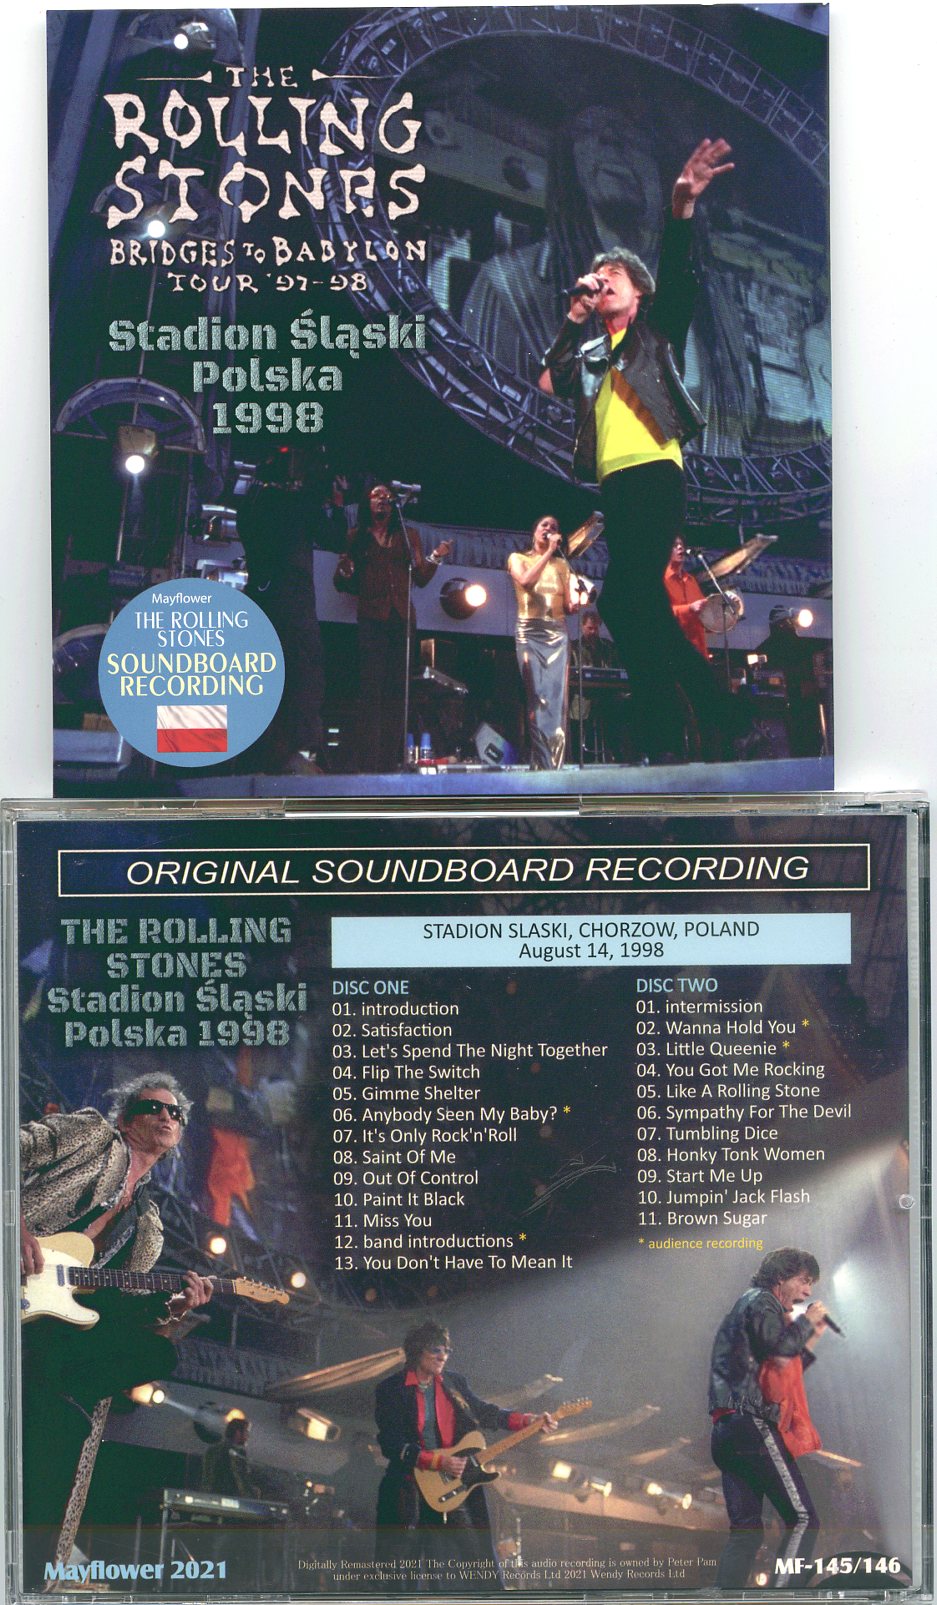 THE
ROLLING
STONES
BRIDGES TO BABYLON
TOUR '97-98
Stadion Śląski
Polska
1998
Mayflower
THE ROLLING
STONES
SOUNDBOARD
RECORDING
ORIGINAL SOUNDBOARD RECORDING
THE ROLLING
STONES
Stadion Śląski
Polska 1998
STADION SLASKI, CHORZOW, POLAND
August 14, 1998
DISC ONE
01. introduction
02. Satisfaction
03. Let's Spend The Night Together
04. Flip The Switch
05. Gimme Shelter
06. Anybody Seen My Baby? *
07. It's Only Rock'n'Roll
08. Saint Of Me
09. Out Of Control
10. Paint It Black
11. Miss You
12. band introductions *
13. You Don't Have To Mean It
DISC TWO
01. intermission
02. Wanna Hold You *
03. Little Queenie *
04. You Got Me Rocking
05. Like A Rolling Stone
06. Sympathy For The Devil
07. Tumbling Dice
08. Honky Tonk Women
09. Start Me Up
10. Jumpin' Jack Flash
11. Brown Sugar
* audience recording
Mayflower 2021
Digitally Remastered 2021 The Copyright of this audio recording is owned by Peter Pam
under exclusive license to WENDY Records Ltd 2021 Wendy Records Ltd
MF-145/146